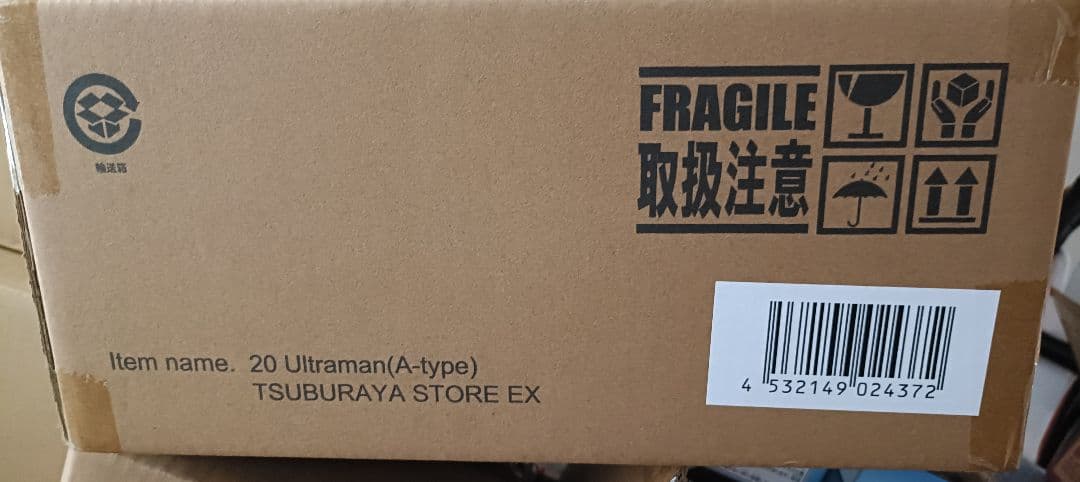 輸送箱
FRAGILE
取扱注意
Item name. 20 Ultraman(A-type)
TSUBURAYA STORE EX
4 532149 024372